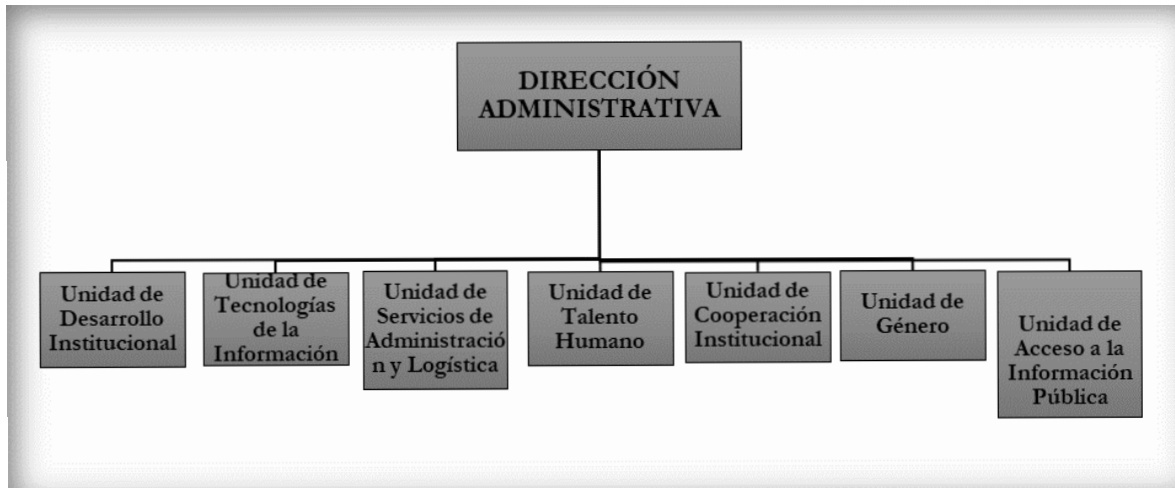 DIRECCIÓN
ADMINISTRATIVA
Unidad de
Desarrollo
Institucional
Unidad de
Tecnologías
de la
Información
Unidad de
Servicios de
Administració
n y Logística
Unidad de
Talento
Humano
Unidad de
Cooperación
Institucional
Unidad de
Género
Unidad de
Acceso a la
Información
Pública